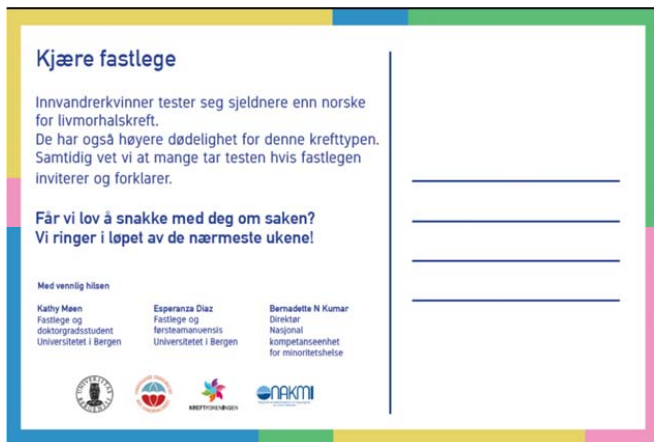 Kjære fastlege
Innvandrerkvinner tester seg sjeldnere enn norske
for livmorhalskreft.
De har også høyere dødelighet for denne krefttypen.
Samtidig vet vi at mange tar testen hvis fastlegen
inviterer og forklarer.
Får vi lov å snakke med deg om saken?
Vi ringer i løpet av de nærmeste ukene!
Med vennlig hilsen
Kathy Møen
Fastlege og
doktorgradsstudent
Universitetet i Bergen
Esperanza Diaz
Fastlege og
førsteamanuensis
Universitetet i Bergen
Bernadette N Kumar
Direktør
Nasjonal
kompetanseenhet
for minoritetshelse
KREFTFORENINGEN
NAKMI